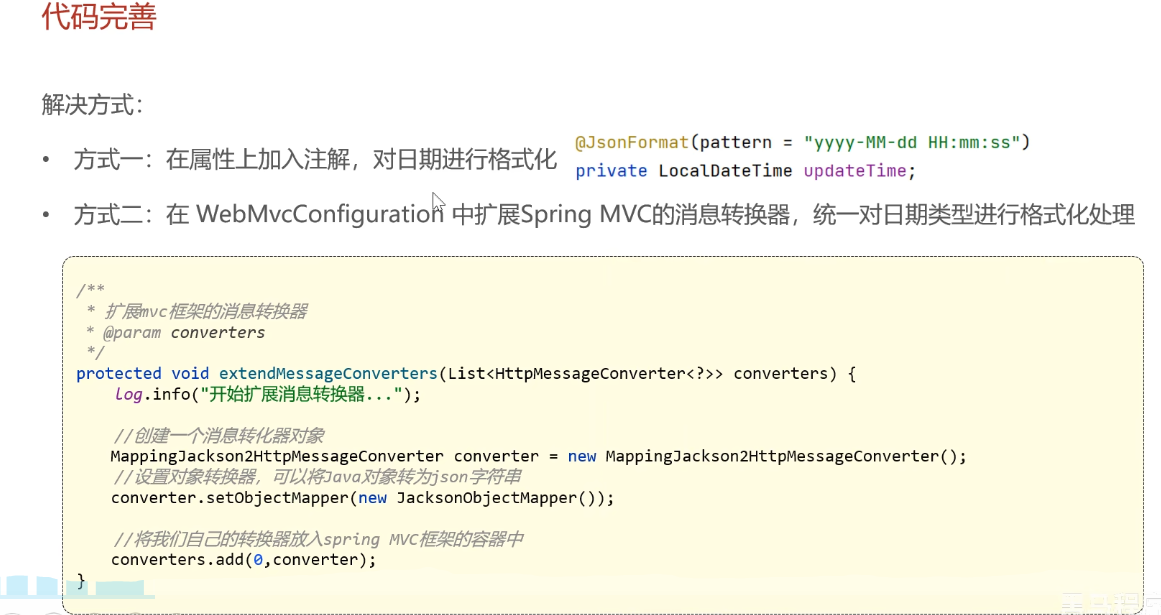 代码完善
解决方式：
• 方式一：在属性上加入注解，对日期进行格式化
@JsonFormat(pattern = "yyyy-MM-dd HH:mm:ss")
private LocalDateTime updateTime;
• 方式二：在 WebMvcConfiguration 中扩展Spring MVC的消息转换器，统一对日期类型进行格式化处理
/**
 * 扩展mvc框架的消息转换器
 * @param converters
 */
protected void extendMessageConverters(List<HttpMessageConverter<?>> converters) {
    log.info("开始扩展消息转换器...");
    //创建一个消息转化器对象
    MappingJackson2HttpMessageConverter converter = new MappingJackson2HttpMessageConverter();
    //设置对象转换器，可以将Java对象转为json字符串
    converter.setObjectMapper(new JacksonObjectMapper());
    //将我们自己的转换器放入spring MVC框架的容器中
    converters.add(0,converter);
}